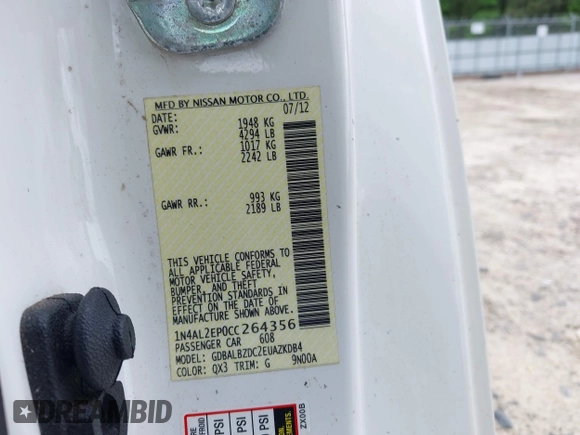 MFD BY NISSAN MOTOR CO., LTD.
DATE: 07/12
GVWR: 1948 KG
4294 LB
GAWR FR.: 1017 KG
2242 LB
GAWR RR.: 993 KG
2189 LB
THIS VEHICLE CONFORMS TO
ALL APPLICABLE FEDERAL
MOTOR VEHICLE SAFETY,
BUMPER, AND THEFT
PREVENTION STANDARDS IN
EFFECT ON THE DATE OF
MANUFACTURE SHOWN ABOVE.
1N4AL2EP0CC264356
PASSENGER CAR 608
MODEL: GDBALBZDC2EUAZKDB4
COLOR: QX3 TRIM: G 9N00A
PSI
PSI
PSI
ZX00B
DREAMBID